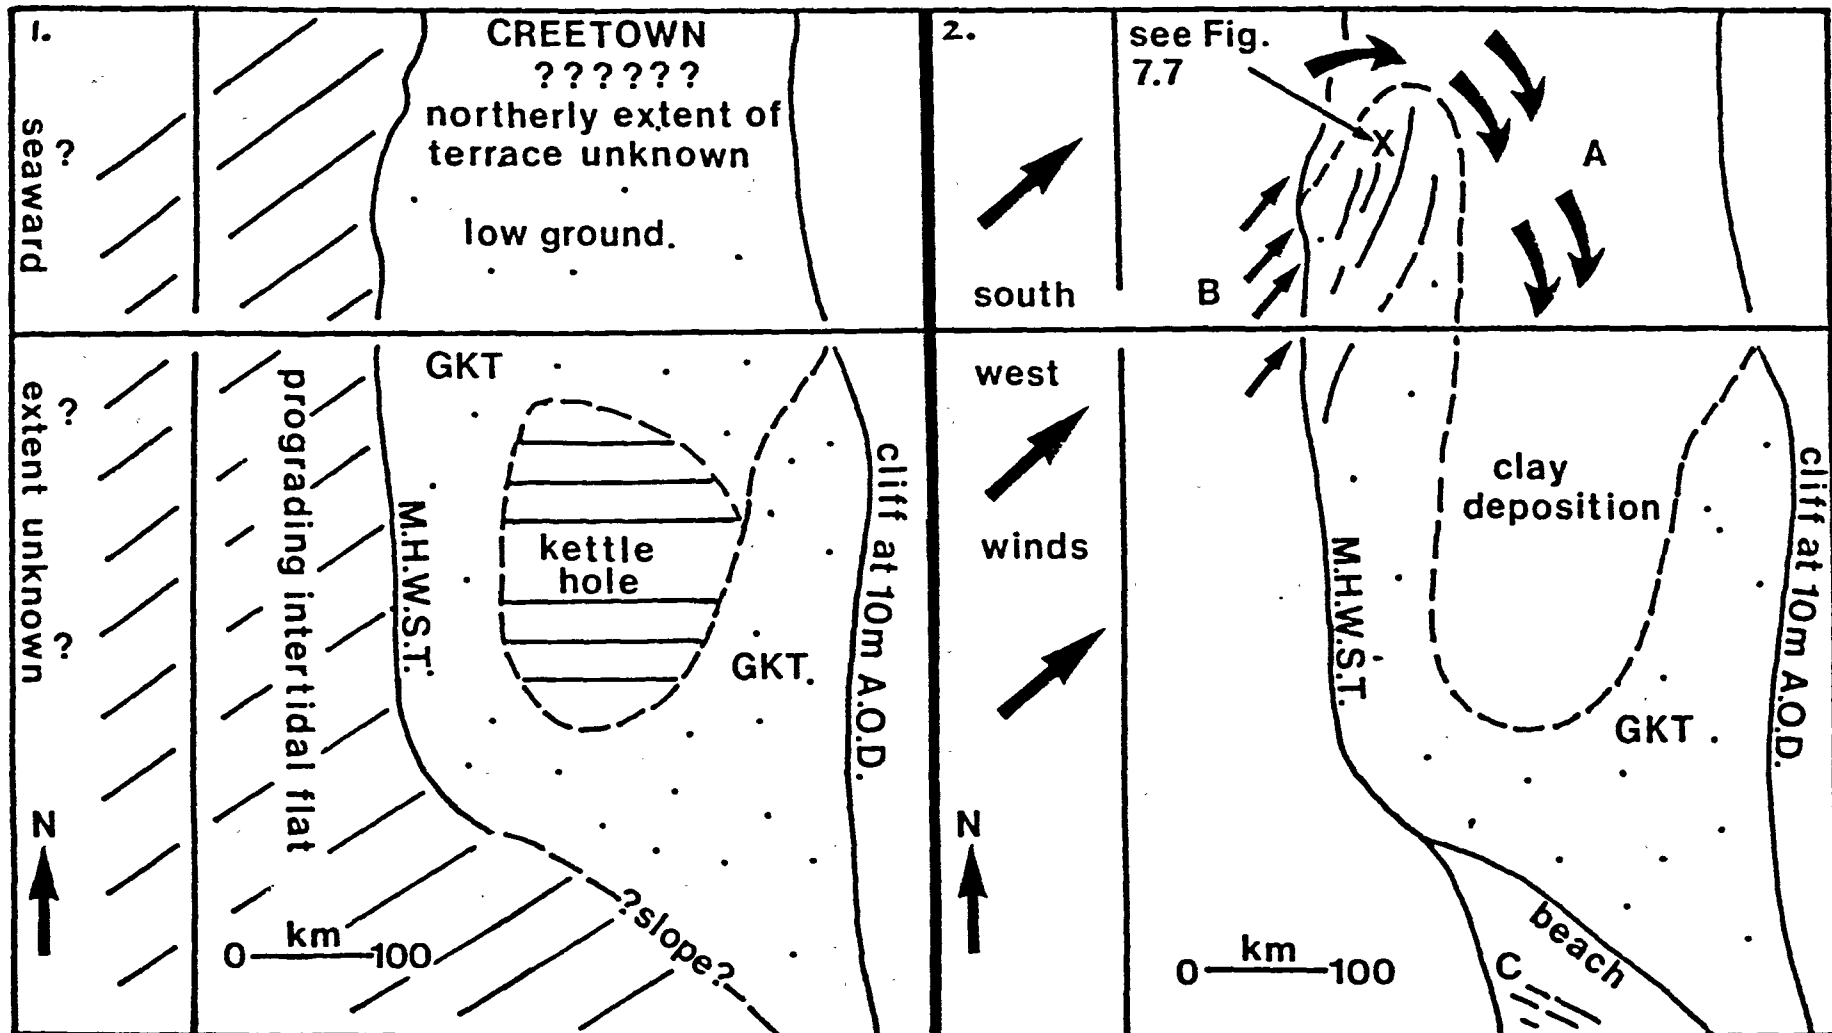 1.
CREETOWN
??????
northerly extent of
terrace unknown
low ground.
seaward
?
extent unknown
?
?
prograding intertidal flat
GKT
M.H.W.S.T.
kettle
hole
GKT.
cliff at 10m A.O.D.
N
km
0 100
?slope?
2.
see Fig.
7.7
X
A
B
south
west
winds
clay
deposition
M.H.W.S.T.
GKT
cliff at 10m A.O.D.
N
km
0 100
beach
C